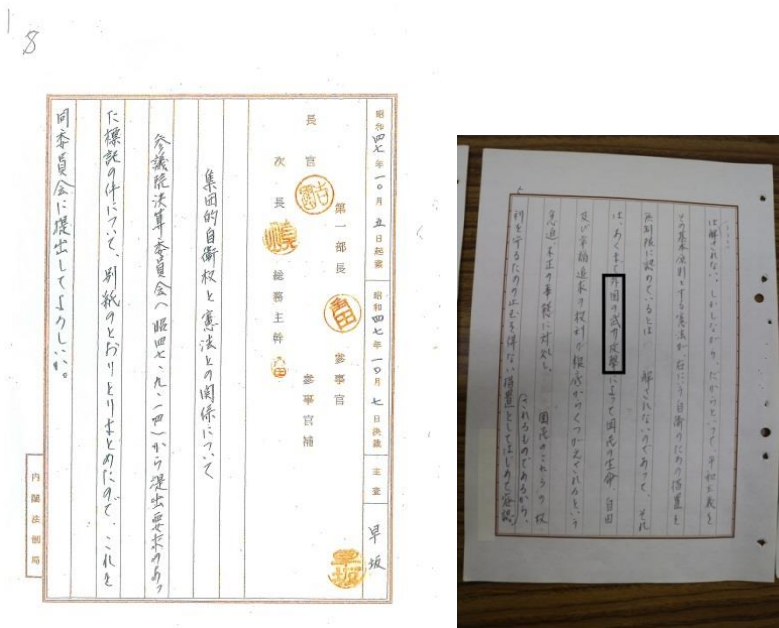 8
昭和四七年一〇月五日起案
昭和四七年一〇月七日決裁
主査
早坂
長官
次長
第一部長
総務主幹
参事官
参事官補
集団的自衛権と憲法との関係について
参議院決算委員会(昭四七、九、一四)から提出要求のあっ
た標記の件について、別紙のとおりとりまとめたので、これを
同委員会に提出してよろしいか。
内閣法制局
は解されない。しかしながら、だからといって、平和主義を
その基本原則とする憲法が、右にいう自衛のための措置を
無制限に認めているとは 解されないのであって、それ
は、あくまで外国の武力攻撃によって国民の生命、自由
及び幸福追求の権利が根底からくつがえされるという
急迫、不正の事態に対処し、 国民のこれらの権
利を守るための止むを得ない措置としてはじめて容認
されるものであるから、